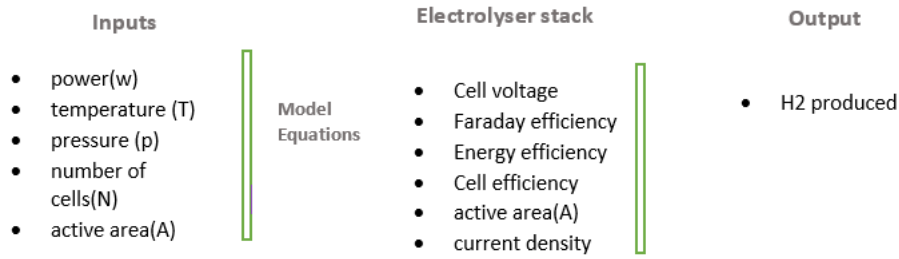 Inputs
power(w)
temperature (T)
pressure (p)
number of
cells(N)
active area(A)
Model
Equations
Electrolyser stack
Cell voltage
Faraday efficiency
Energy efficiency
Cell efficiency
active area(A)
current density
Output
H2 produced